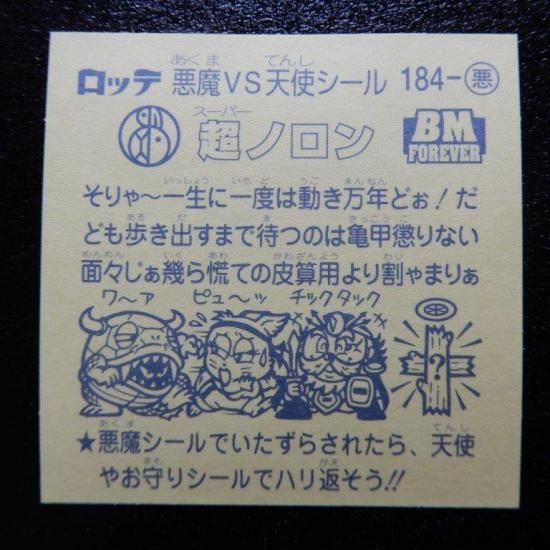 ロッテ 悪魔VS天使シール 184-悪
超ノロン BM FOREVER
そりゃ～一生に一度は動き万年どぉ！だ
ども歩き出すまで待つのは亀甲懲りない
面々じぁ幾ら慌ての皮算用より割ゃまりぁ
ワ～ア ピュ～ッ チックタック
?
★悪魔シールでいたずらされたら、天使
やお守りシールでハリ返そう!!